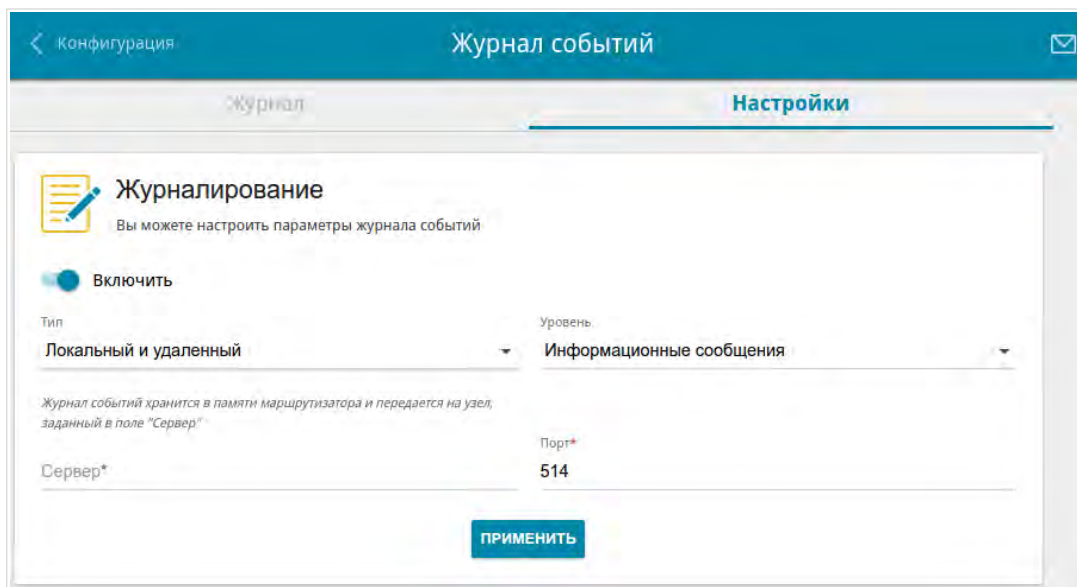 Конфигурация
Журнал событий
Журнал
Настройки
Журналирование
Вы можете настроить параметры журнала событий
Включить
Тип
Локальный и удаленный
Уровень
Информационные сообщения
Журнал событий хранится в памяти маршрутизатора и передается на узел,
заданный в поле "Сервер"
Сервер*
Порт*
514
ПРИМЕНИТЬ